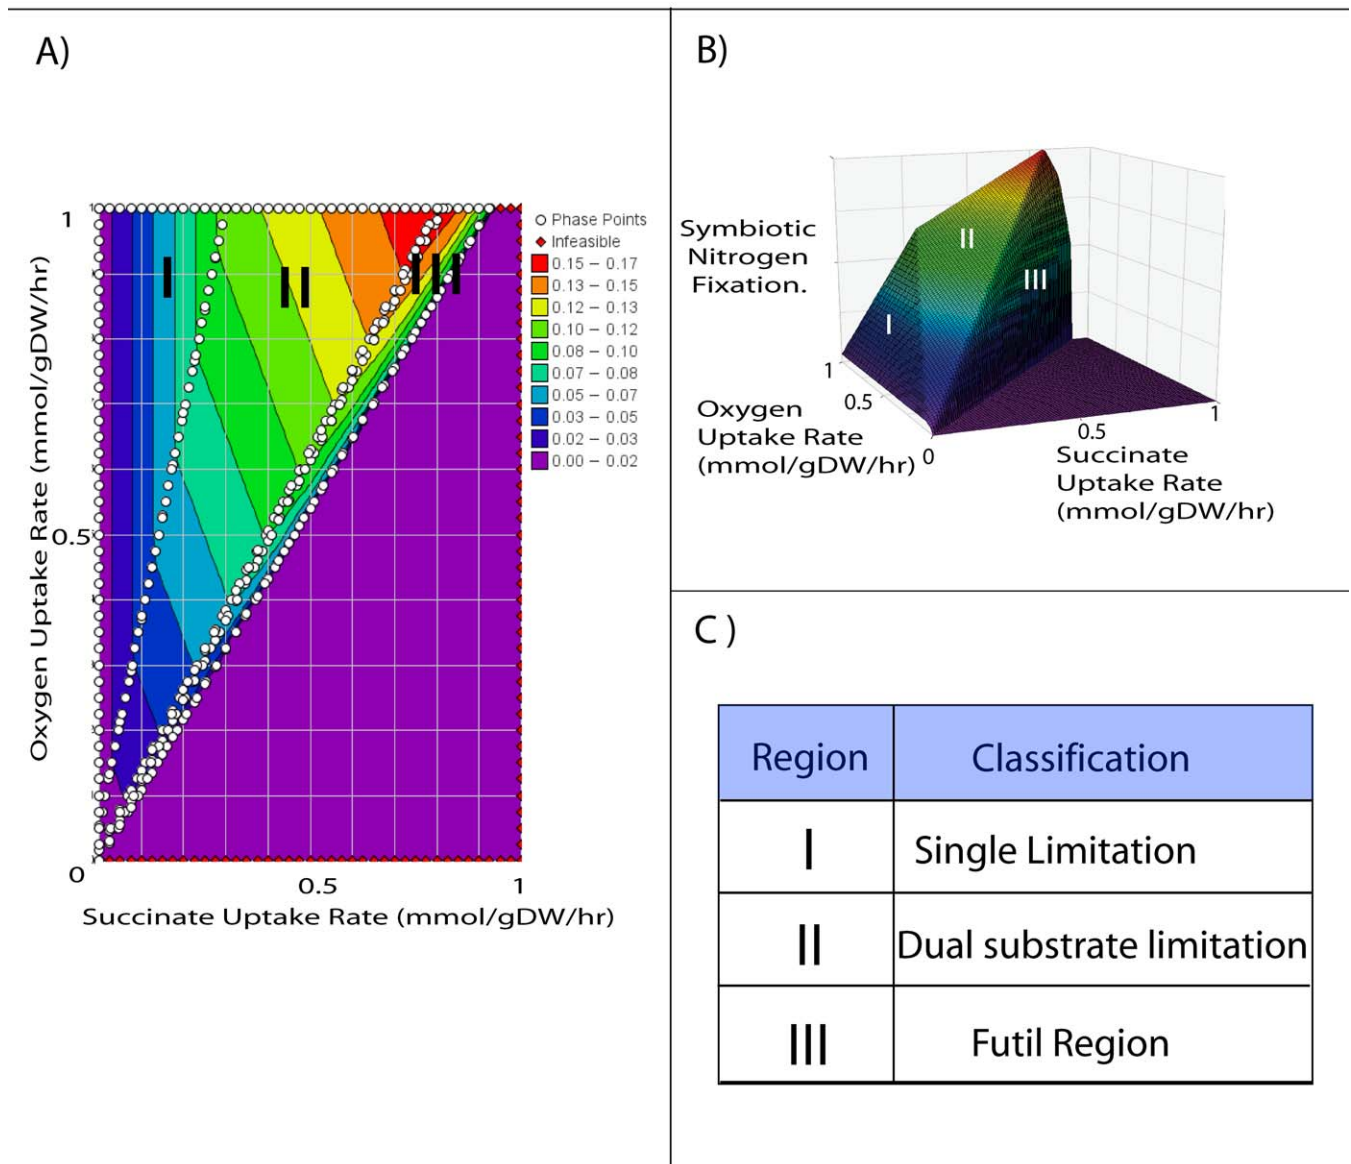 A)
1
0.5
0
0.5
1
Oxygen Uptake Rate (mmol/gDW/hr)
Succinate Uptake Rate (mmol/gDW/hr)
I
II
III
Phase Points
Infeasible
0.15 – 0.17
0.13 – 0.15
0.12 – 0.13
0.10 – 0.12
0.08 – 0.10
0.07 – 0.08
0.05 – 0.07
0.03 – 0.05
0.02 – 0.03
0.00 – 0.02
B)
Symbiotic
Nitrogen
Fixation.
I
II
III
1
0.5
0
Oxygen
Uptake Rate
(mmol/gDW/hr)
0.5
1
Succinate
Uptake Rate
(mmol/gDW/hr)
C )
Region Classification
I Single Limitation
II Dual substrate limitation
III Futil Region